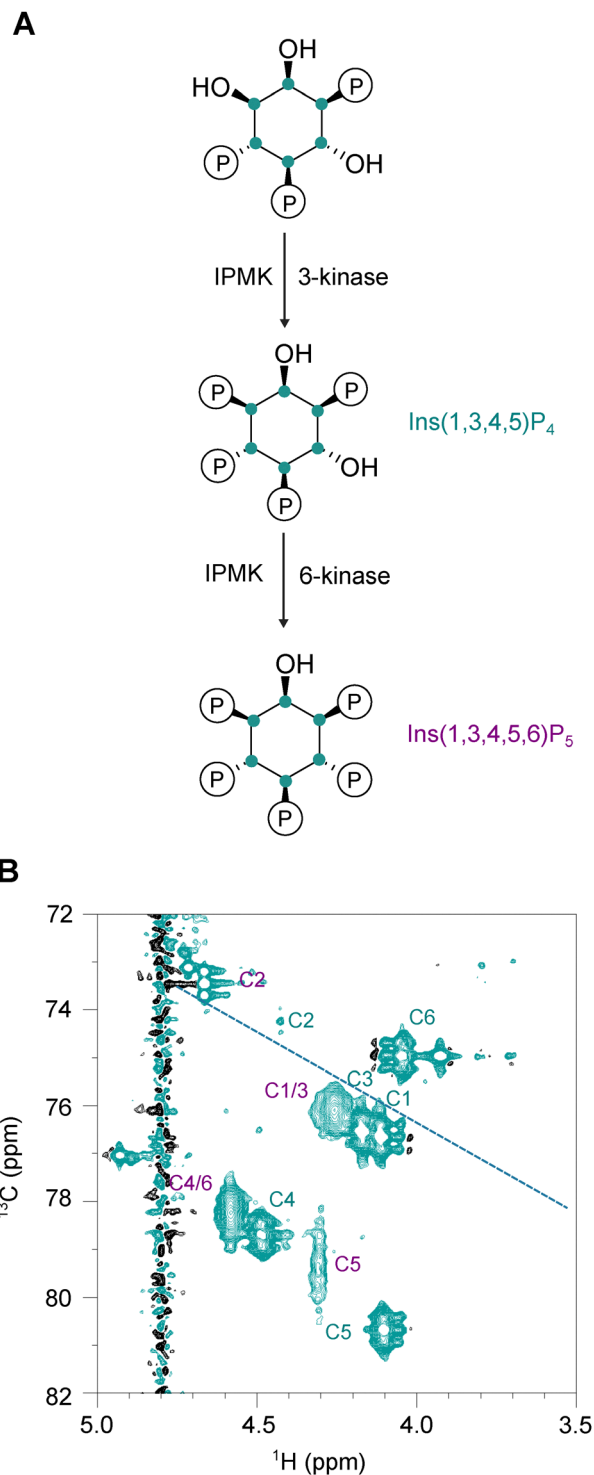 A
OH
HO
P
P
OH
P
IPMK 3-kinase
OH
P
P
Ins(1,3,4,5)P₄
P
OH
P
IPMK 6-kinase
OH
P
P
Ins(1,3,4,5,6)P₅
P
P
P
B
72
C2
74
C2
C6
C3
C1/3
C1
76
¹³C (ppm)
C4/6
78
C4
C5
80
C5
82
5.0 4.5 4.0 3.5
¹H (ppm)